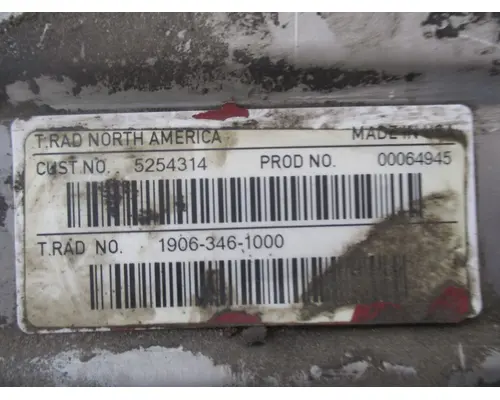 T.RAD NORTH AMERICA MADE IN USA
CUST.NO. 5254314 PROD NO. 00064945
T.RAD NO. 1906-346-1000